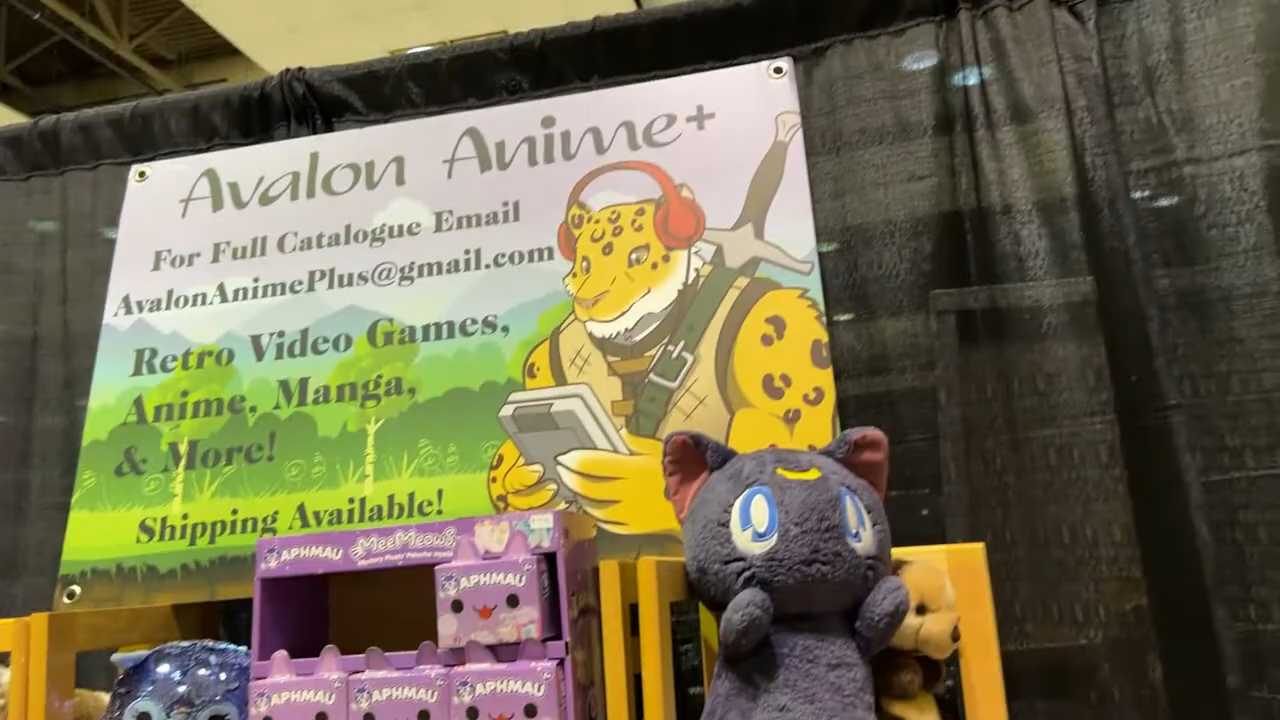 Avalon Anime+
For Full Catalogue Email
AvalonAnimePlus@gmail.com
Retro Video Games,
Anime, Manga,
& More!
Shipping Available!
APHMAU MeeMeows
APHMAU
APHMAU APHMAU APHMAU